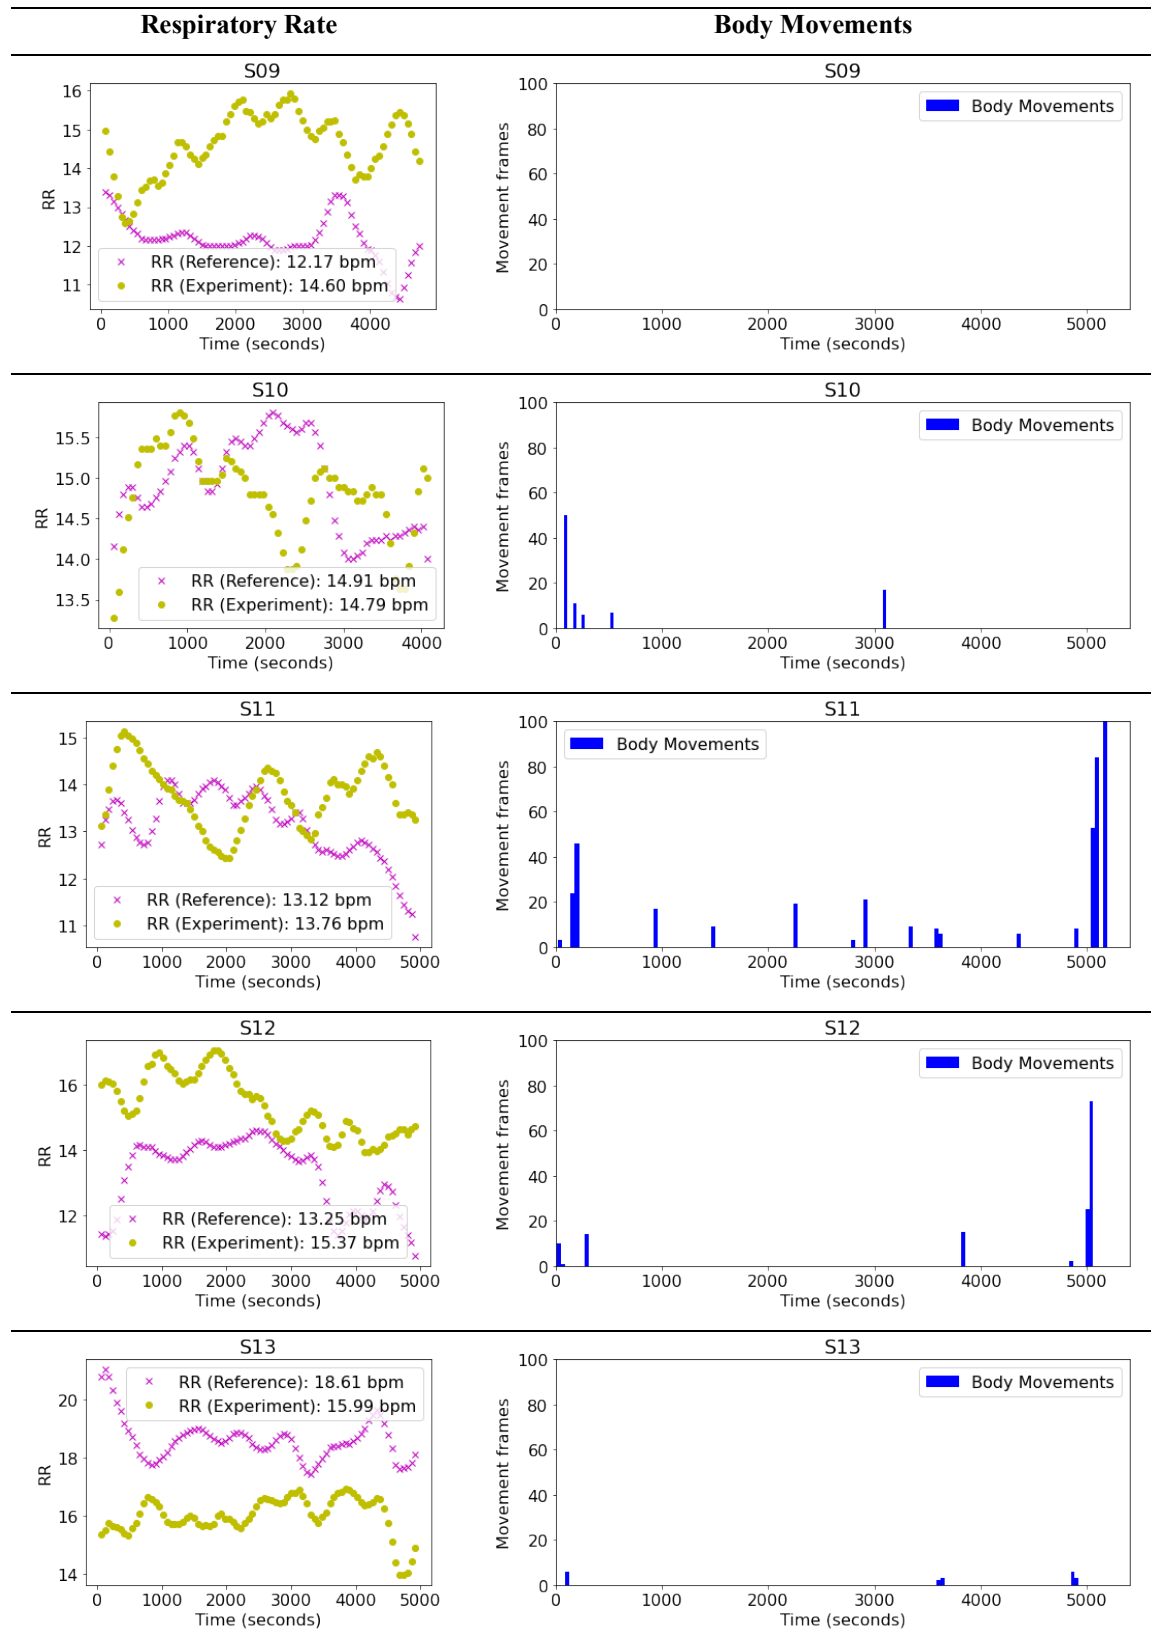 Respiratory Rate
Body Movements
S09
16
15
14
13
12
11
RR
RR (Reference): 12.17 bpm
RR (Experiment): 14.60 bpm
0 1000 2000 3000 4000
Time (seconds)
S09
100
80
60
40
20
0
Movement frames
Body Movements
0 1000 2000 3000 4000 5000
Time (seconds)
S10
15.5
15.0
14.5
14.0
13.5
RR
RR (Reference): 14.91 bpm
RR (Experiment): 14.79 bpm
0 1000 2000 3000 4000
Time (seconds)
S10
100
80
60
40
20
0
Movement frames
Body Movements
0 1000 2000 3000 4000 5000
Time (seconds)
S11
15
14
13
12
11
RR
RR (Reference): 13.12 bpm
RR (Experiment): 13.76 bpm
0 1000 2000 3000 4000 5000
Time (seconds)
S11
100
80
60
40
20
0
Movement frames
Body Movements
0 1000 2000 3000 4000 5000
Time (seconds)
S12
16
14
12
RR
RR (Reference): 13.25 bpm
RR (Experiment): 15.37 bpm
0 1000 2000 3000 4000 5000
Time (seconds)
S12
100
80
60
40
20
0
Movement frames
Body Movements
0 1000 2000 3000 4000 5000
Time (seconds)
S13
20
18
16
14
RR
RR (Reference): 18.61 bpm
RR (Experiment): 15.99 bpm
0 1000 2000 3000 4000 5000
Time (seconds)
S13
100
80
60
40
20
0
Movement frames
Body Movements
0 1000 2000 3000 4000 5000
Time (seconds)